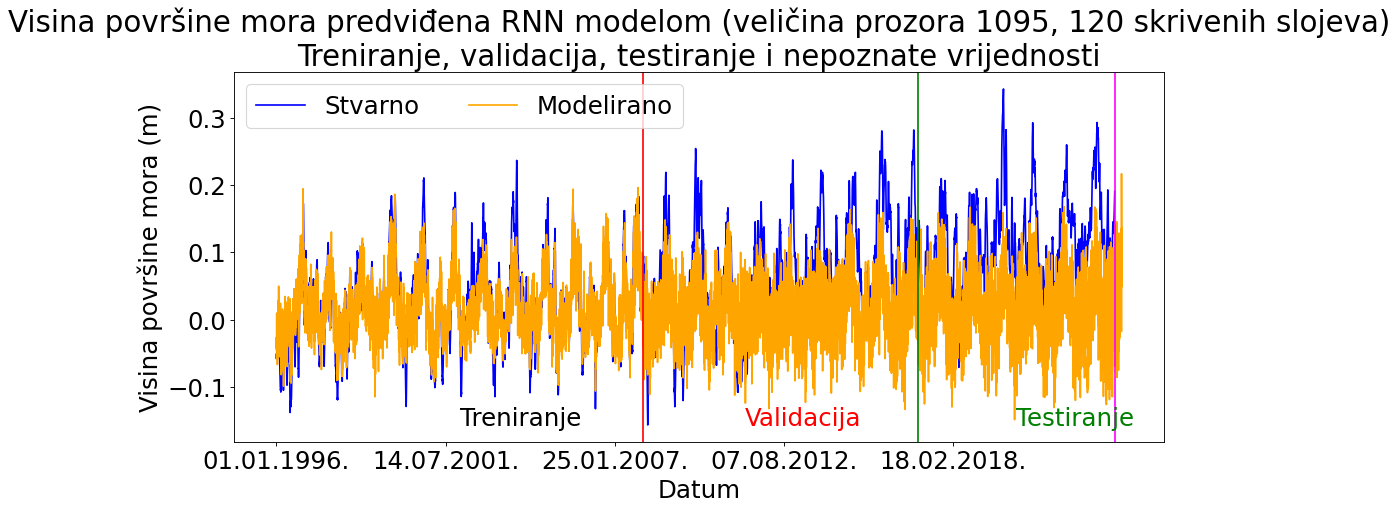 Visina površine mora predviđena RNN modelom (veličina prozora 1095, 120 skrivenih slojeva)
Treniranje, validacija, testiranje i nepoznate vrijednosti
Stvarno Modelirano
Visina površine mora (m)
0.3
0.2
0.1
0.0
−0.1
Treniranje Validacija Testiranje
01.01.1996. 14.07.2001. 25.01.2007. 07.08.2012. 18.02.2018.
Datum